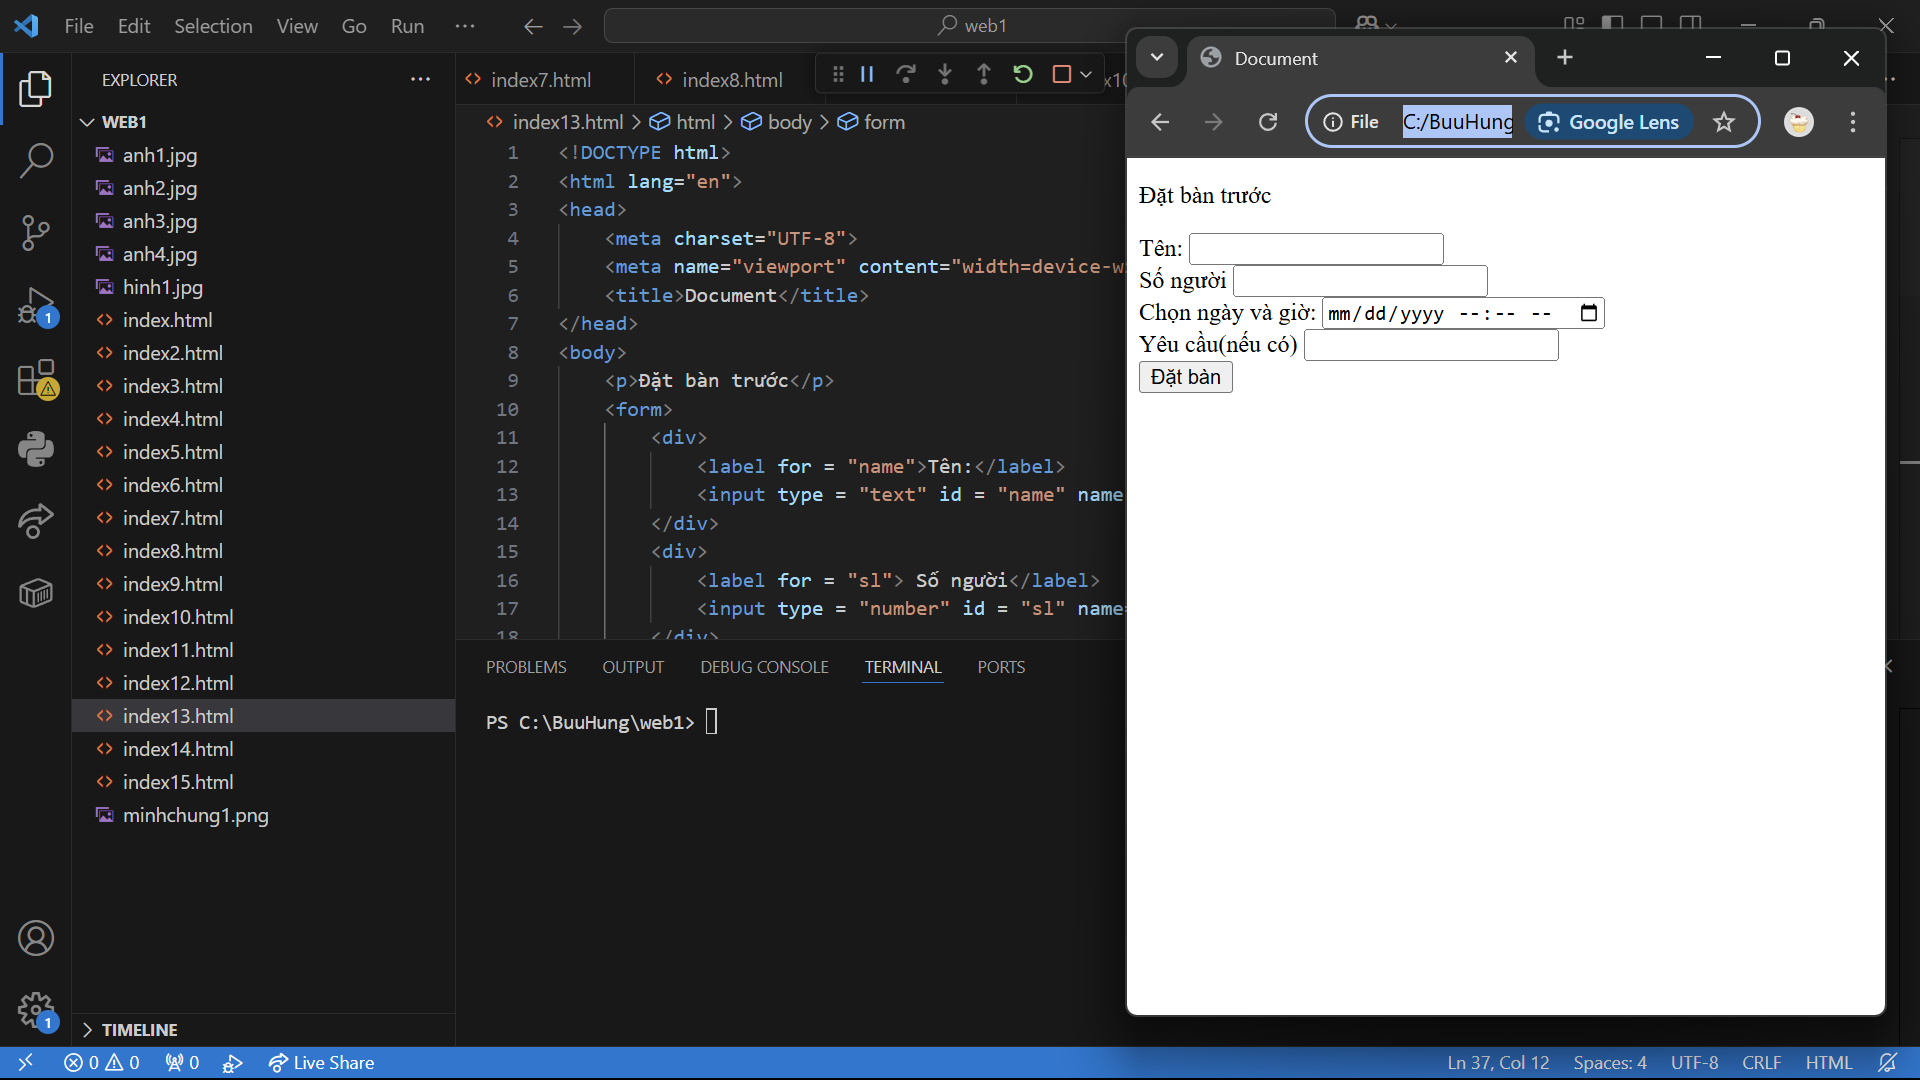 File Edit Selection View Go Run ··· web1
EXPLORER ···
WEB1
anh1.jpg
anh2.jpg
anh3.jpg
anh4.jpg
hinh1.jpg
index.html
index2.html
index3.html
index4.html
index5.html
index6.html
index7.html
index8.html
index9.html
index10.html
index11.html
index12.html
index13.html
index14.html
index15.html
minhchung1.png
TIMELINE
index7.html index8.html x10
index13.html > html > body > form
1 <!DOCTYPE html>
2 <html lang="en">
3 <head>
4 <meta charset="UTF-8">
5 <meta name="viewport" content="width=device-w
6 <title>Document</title>
7 </head>
8 <body>
9 <p>Đặt bàn trước</p>
10 <form>
11 <div>
12 <label for = "name">Tên:</label>
13 <input type = "text" id = "name" name
14 </div>
15 <div>
16 <label for = "sl"> Số người</label>
17 <input type = "number" id = "sl" name=
18 </div>
PROBLEMS OUTPUT DEBUG CONSOLE TERMINAL PORTS
PS C:\BuuHung\web1>
Document
File C:/BuuHung Google Lens
Đặt bàn trước
Tên:
Số người
Chọn ngày và giờ: mm/dd/yyyy --:-- --
Yêu cầu(nếu có)
Đặt bàn
1
1
0 0 0 Live Share Ln 37, Col 12 Spaces: 4 UTF-8 CRLF HTML